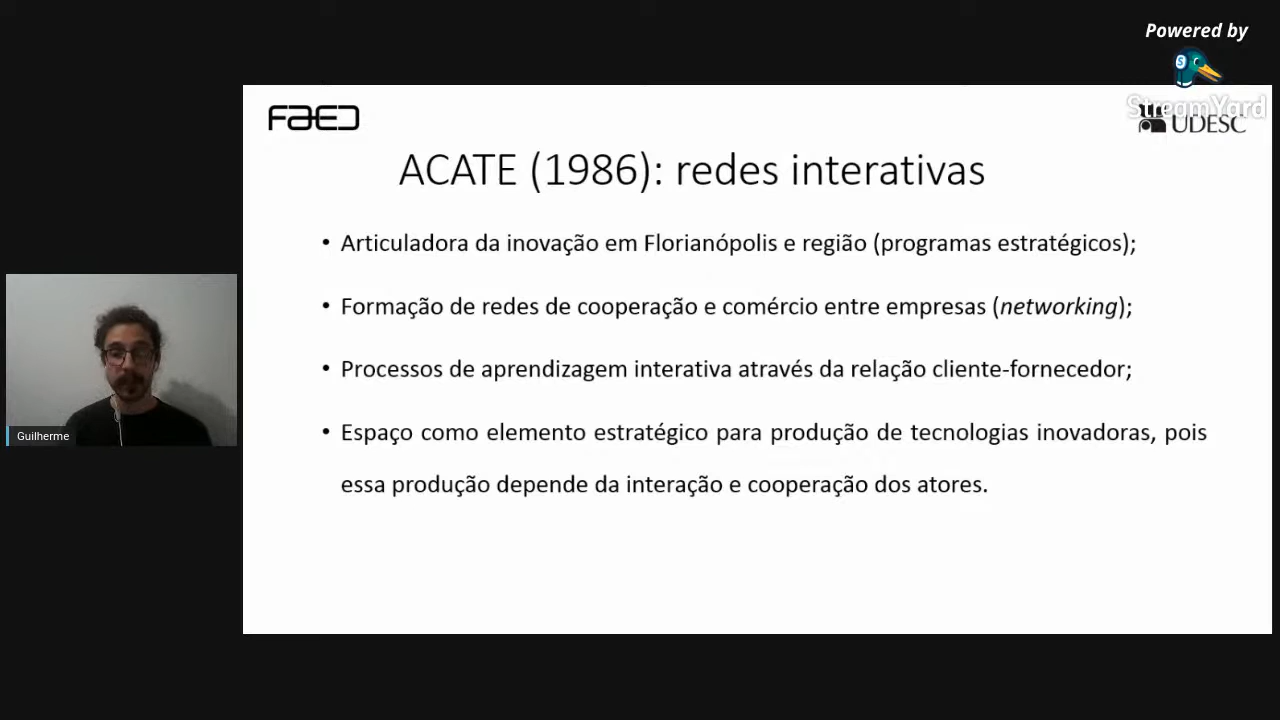 Powered by
StreamYard
FAED
UDESC
ACATE (1986): redes interativas
• Articuladora da inovação em Florianópolis e região (programas estratégicos);
• Formação de redes de cooperação e comércio entre empresas (networking);
• Processos de aprendizagem interativa através da relação cliente-fornecedor;
• Espaço como elemento estratégico para produção de tecnologias inovadoras, pois
essa produção depende da interação e cooperação dos atores.
Guilherme